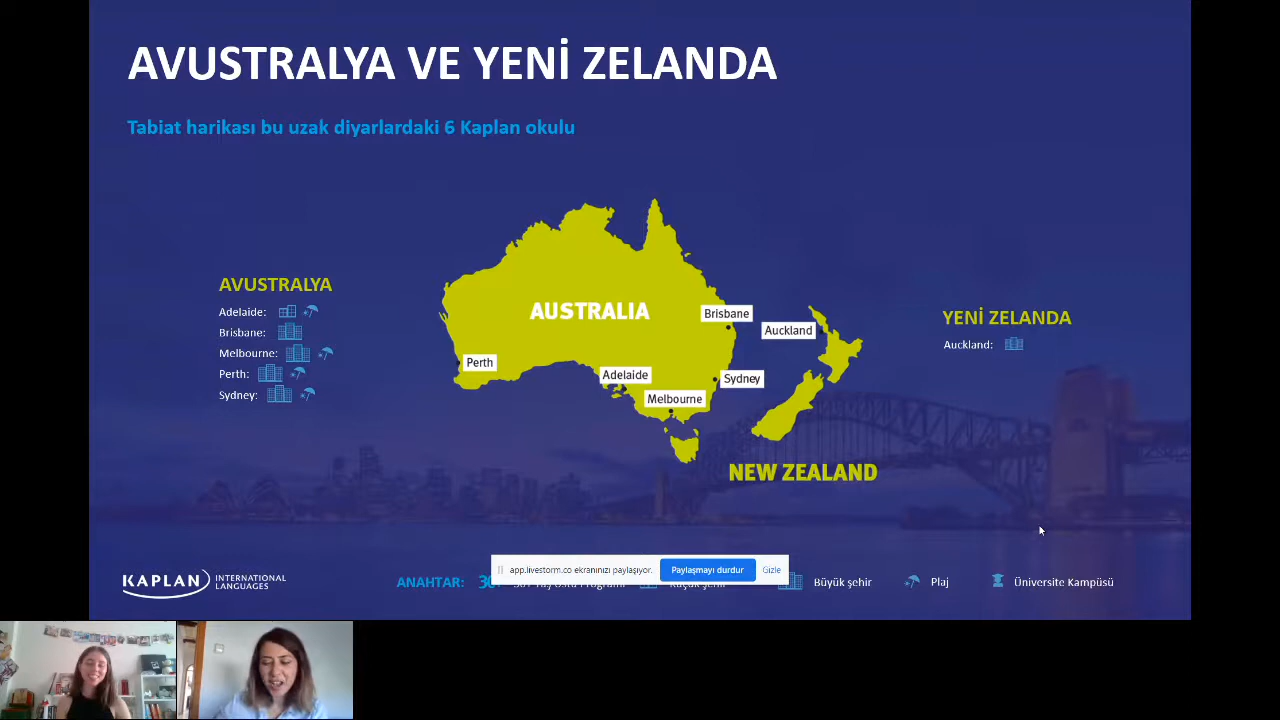 AVUSTRALYA VE YENİ ZELANDA
Tabiat harikası bu uzak diyarlardaki 6 Kaplan okulu
AVUSTRALYA
Adelaide:
Brisbane:
Melbourne:
Perth:
Sydney:
AUSTRALIA
Brisbane
Auckland
Perth
Adelaide
Sydney
Melbourne
NEW ZEALAND
YENİ ZELANDA
Auckland:
app.livestorm.co ekranınızı paylaşıyor.
Paylaşmayı durdur
Gizle
KAPLAN
INTERNATIONAL
LANGUAGES
ANAHTAR:
Büyük şehir
Plaj
Üniversite Kampüsü